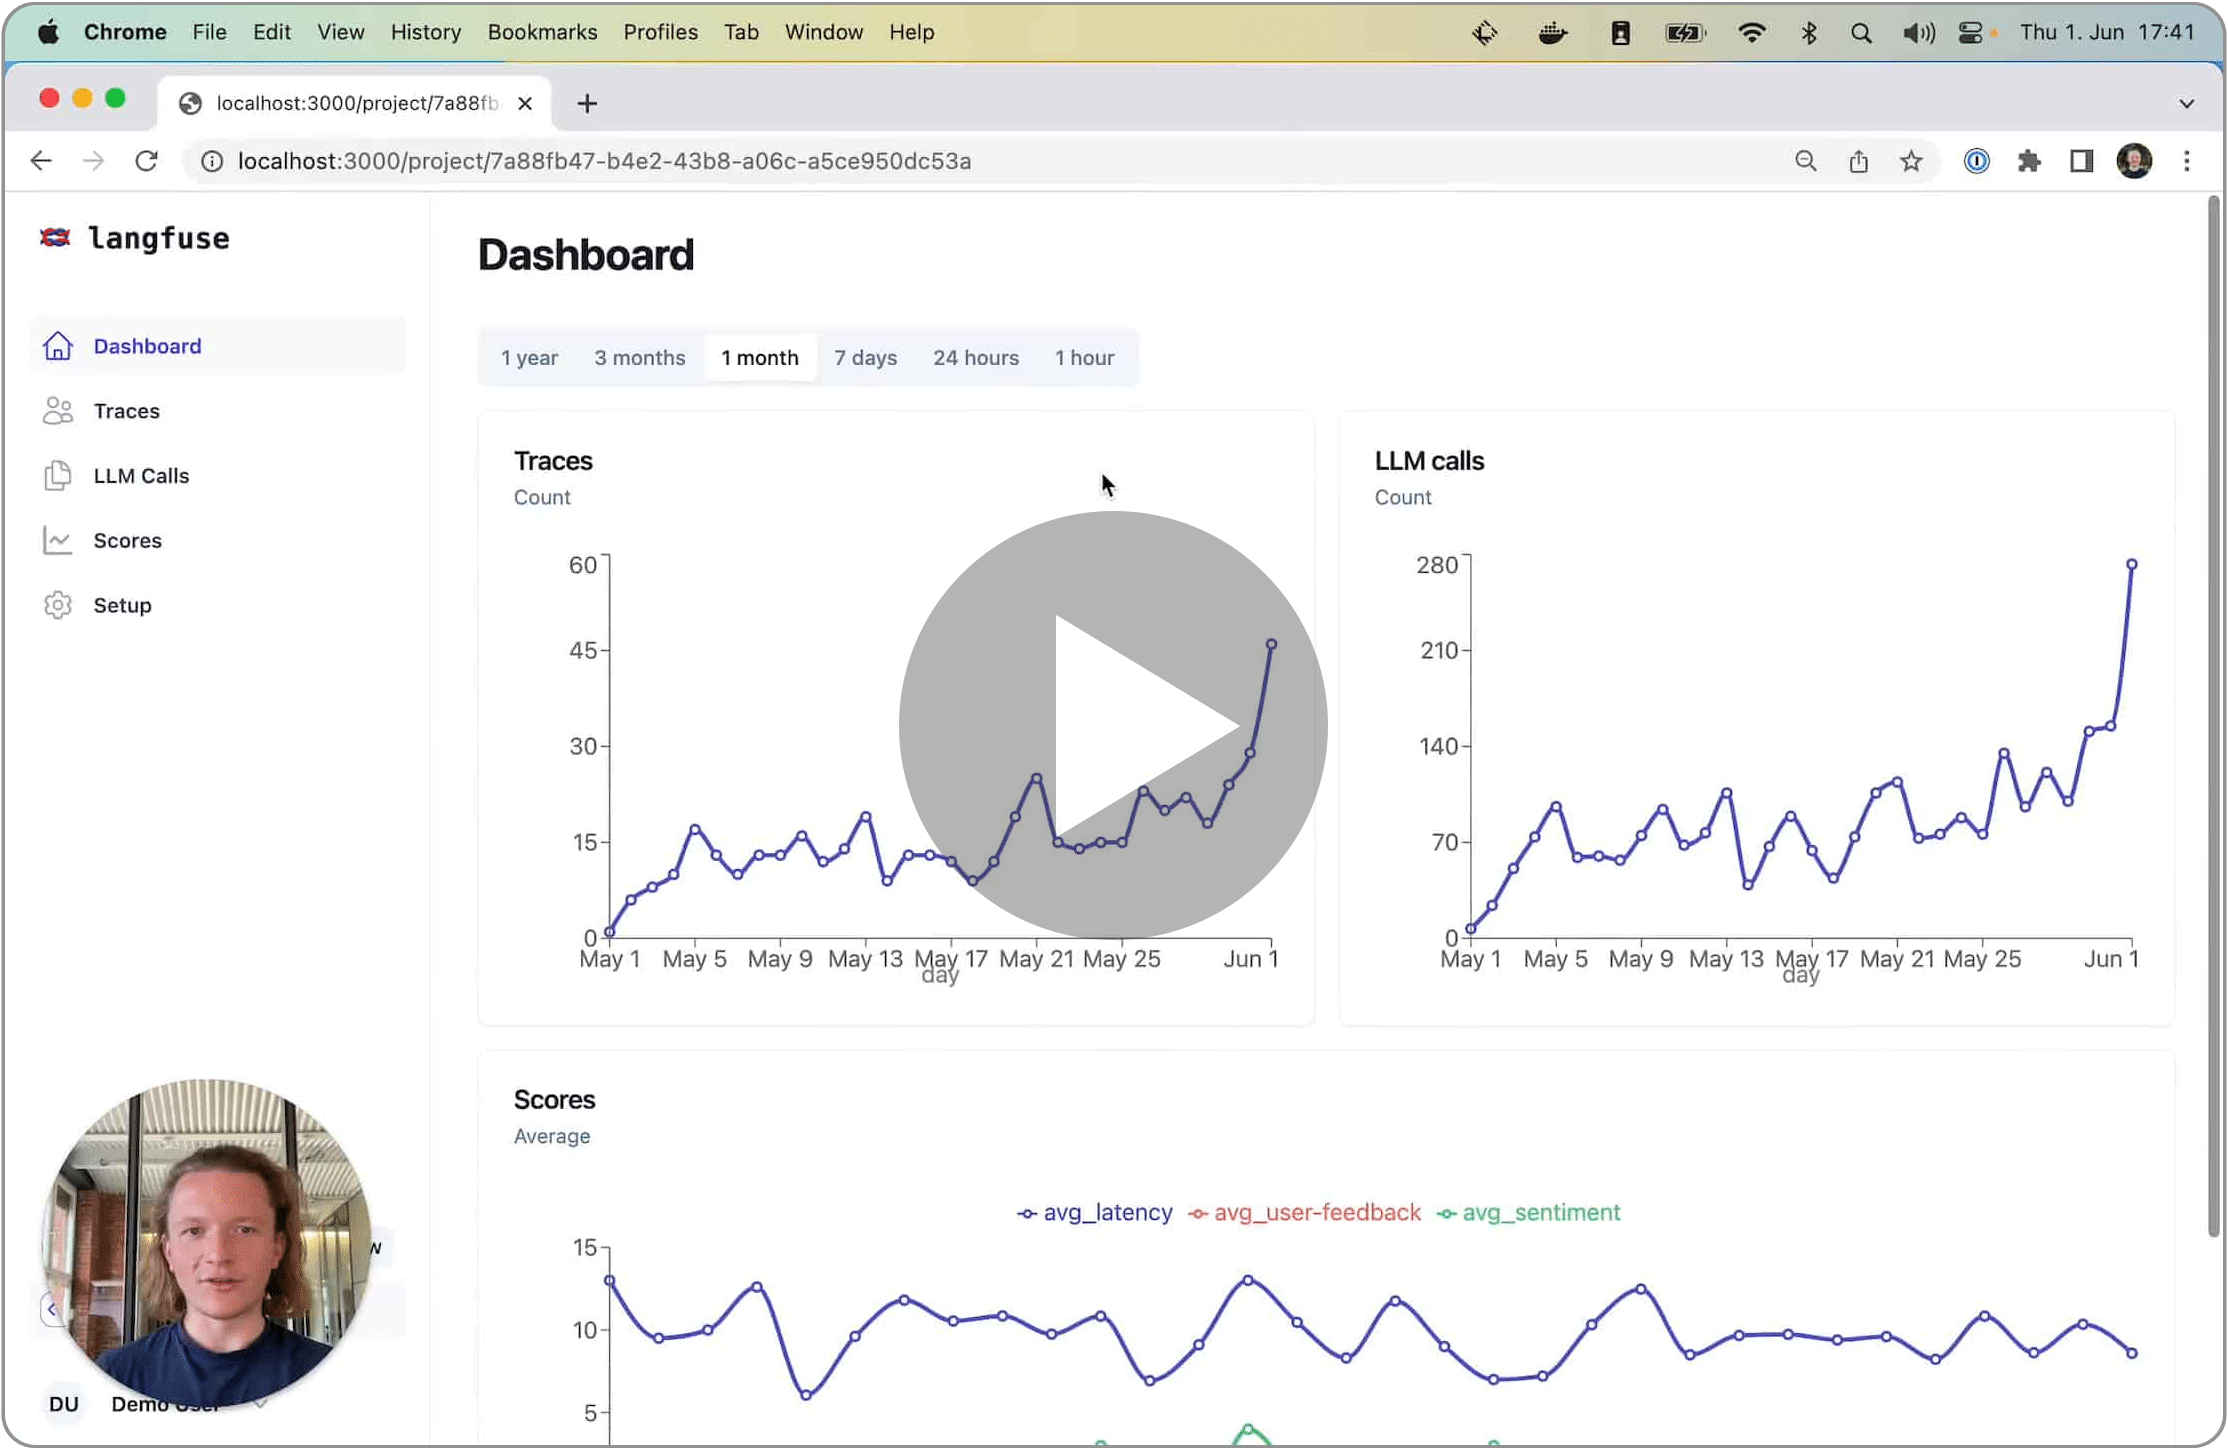 Chrome File Edit View History Bookmarks Profiles Tab Window Help Thu 1. Jun 17:41
localhost:3000/project/7a88fb
localhost:3000/project/7a88fb47-b4e2-43b8-a06c-a5ce950dc53a
langfuse
Dashboard
Traces
LLM Calls
Scores
Setup
DU Demo User
Dashboard
1 year 3 months 1 month 7 days 24 hours 1 hour
Traces
Count
60
45
30
15
0
May 1 May 5 May 9 May 13 May 17 May 21 May 25 Jun 1
day
LLM calls
Count
280
210
140
70
0
May 1 May 5 May 9 May 13 May 17 May 21 May 25 Jun 1
day
Scores
Average
avg_latency avg_user-feedback avg_sentiment
15
10
5